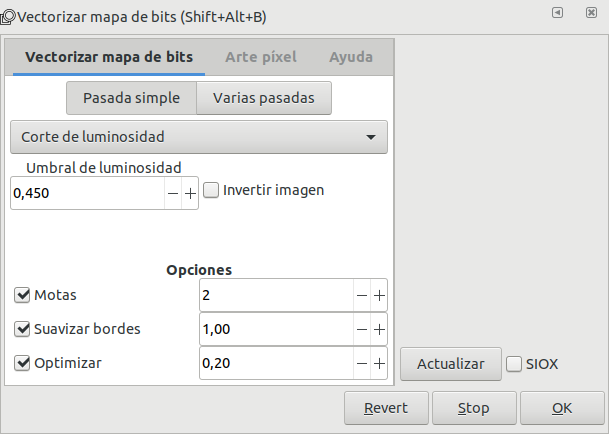 Vectorizar mapa de bits (Shift+Alt+B)
Vectorizar mapa de bits Arte píxel Ayuda
Pasada simple Varias pasadas
Corte de luminosidad
Umbral de luminosidad
0,450 Invertir imagen
Opciones
Motas 2
Suavizar bordes 1,00
Optimizar 0,20
Actualizar SIOX
Revert Stop OK